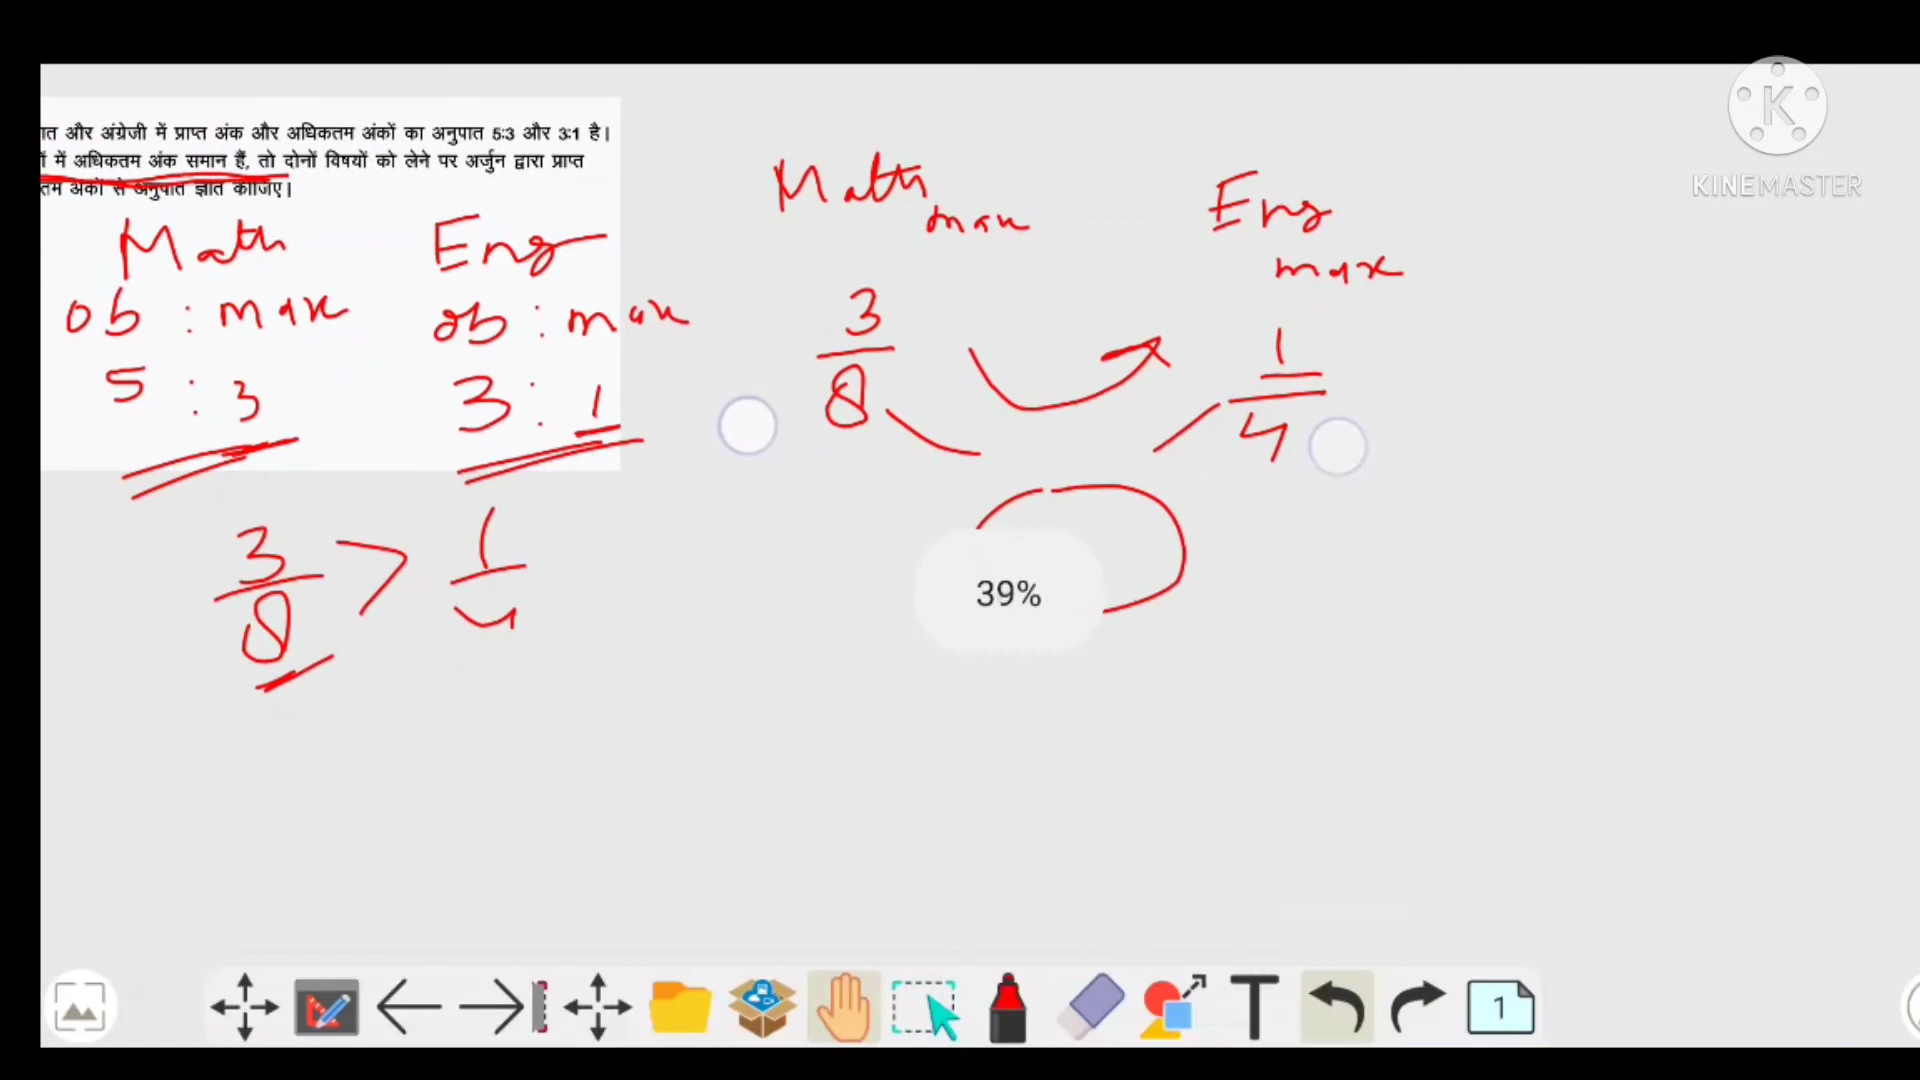 ात और अंग्रेजी में प्राप्त अंक और अधिकतम अंकों का अनुपात 5:3 और 3:1 है।
में अधिकतम अंक समान हैं, तो दोनों विषयों को लेने पर अर्जुन द्वारा प्राप्त
तम अंकों से अनुपात ज्ञात कीजिए।
Math Eng
ob : max ob : max
5 : 3 3 : 1
3/8 > 1/4
Math max Eng max
3/8 1/4
39%
KINEMASTER
K
T
1